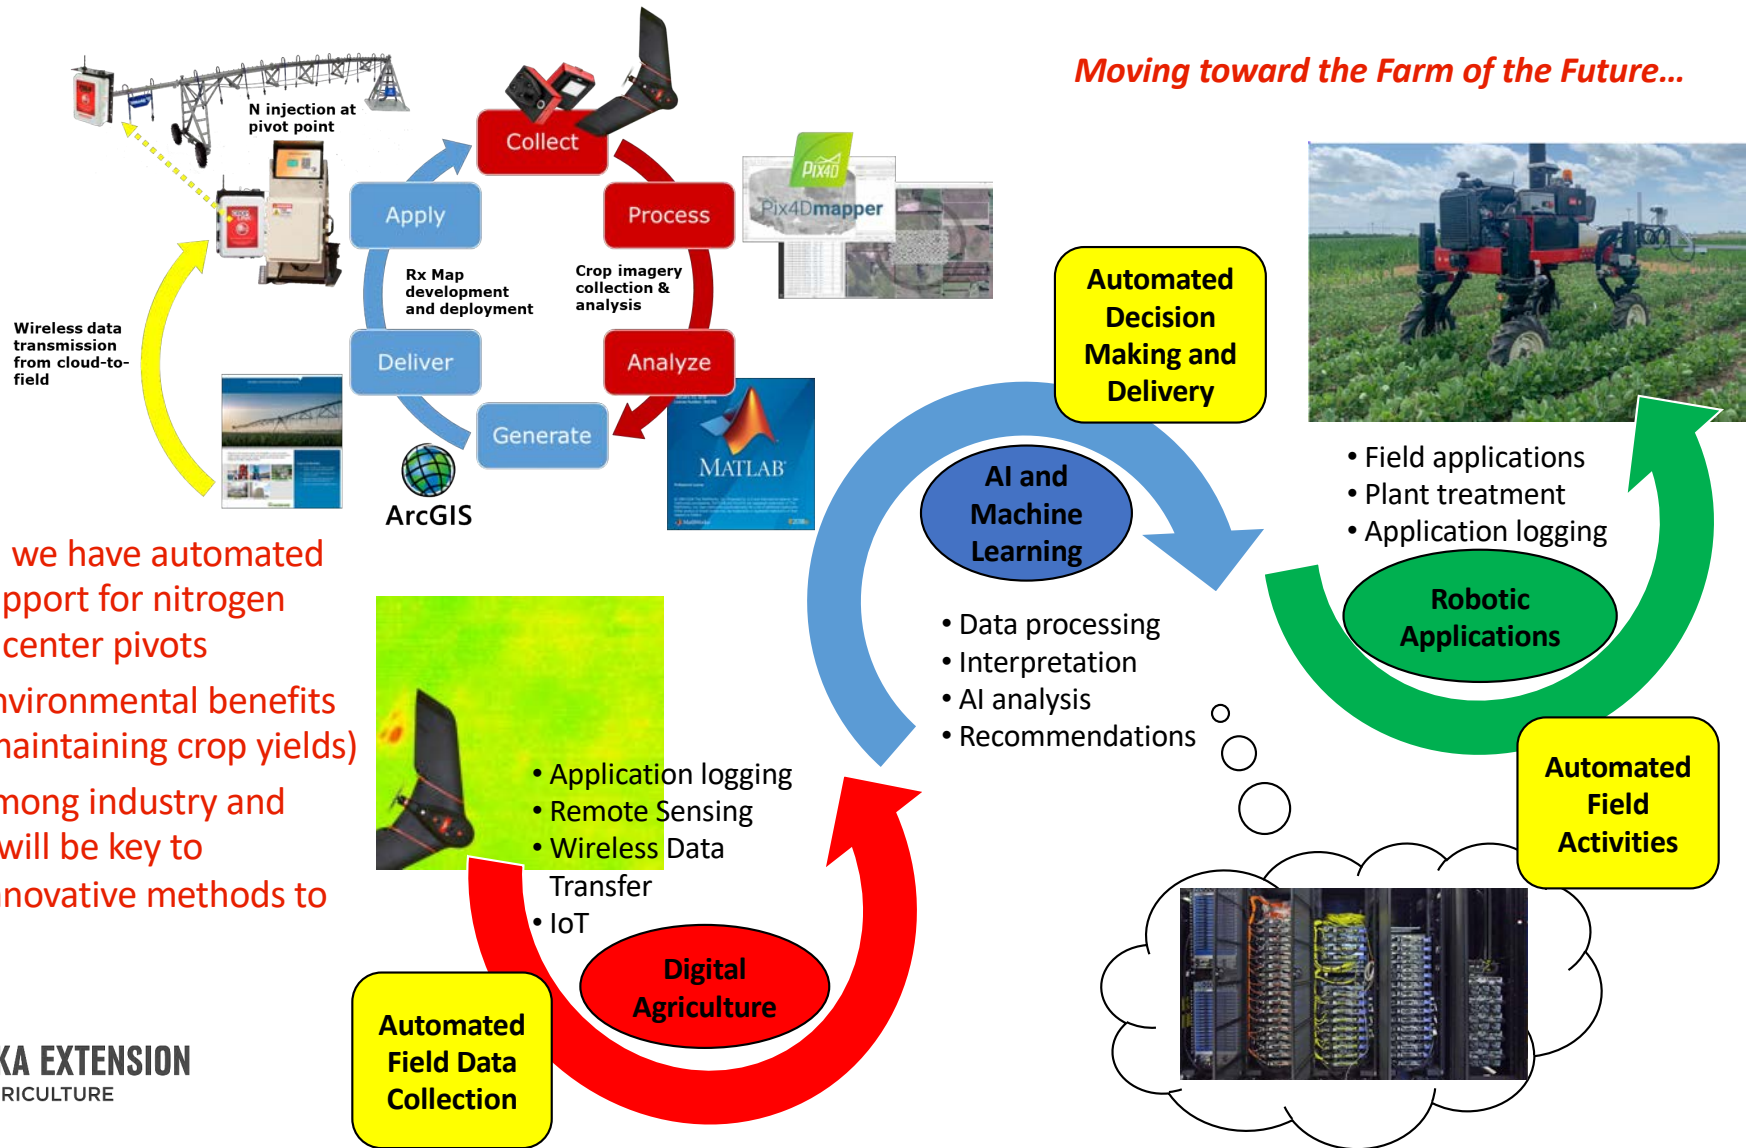 Moving toward the Farm of the Future…
N injection at
pivot point
Collect
Apply
Process
Pix4D
Pix4Dmapper
Rx Map
development
and deployment
Crop imagery
collection &
analysis
Wireless data
transmission
from cloud-to-
field
Deliver
Analyze
Generate
ArcGIS
MATLAB®
MathWorks
we have automated
pport for nitrogen
center pivots
nvironmental benefits
maintaining crop yields)
mong industry and
will be key to
nnovative methods to
Automated
Decision
Making and
Delivery
AI and
Machine
Learning
• Data processing
• Interpretation
• AI analysis
• Recommendations
• Field applications
• Plant treatment
• Application logging
Robotic
Applications
Automated
Field
Activities
• Application logging
• Remote Sensing
• Wireless Data
Transfer
• IoT
Digital
Agriculture
Automated
Field Data
Collection
KA EXTENSION
RICULTURE